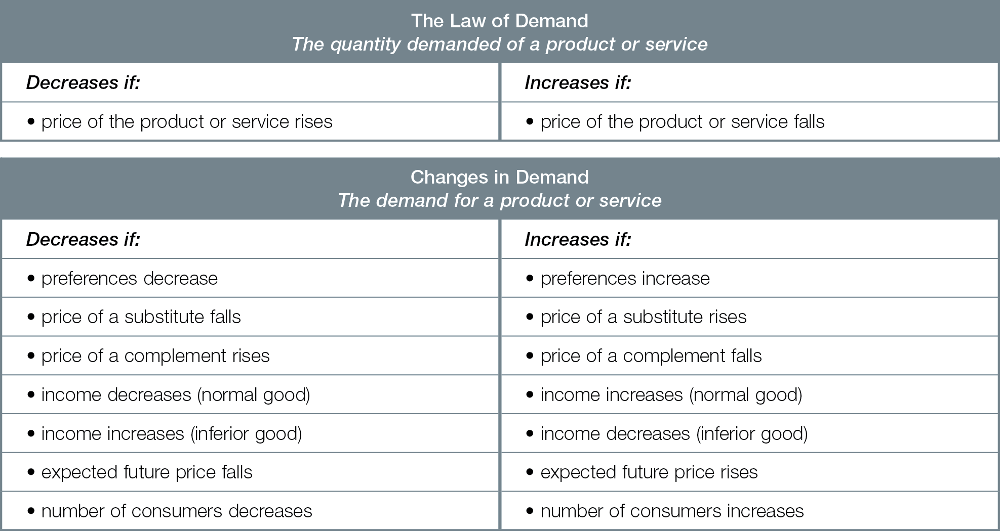 The Law of Demand
The quantity demanded of a product or service
Decreases if:
Increases if:
• price of the product or service rises
• price of the product or service falls
Changes in Demand
The demand for a product or service
Decreases if:
Increases if:
• preferences decrease
• preferences increase
• price of a substitute falls
• price of a substitute rises
• price of a complement rises
• price of a complement falls
• income decreases (normal good)
• income increases (normal good)
• income increases (inferior good)
• income decreases (inferior good)
• expected future price falls
• expected future price rises
• number of consumers decreases
• number of consumers increases